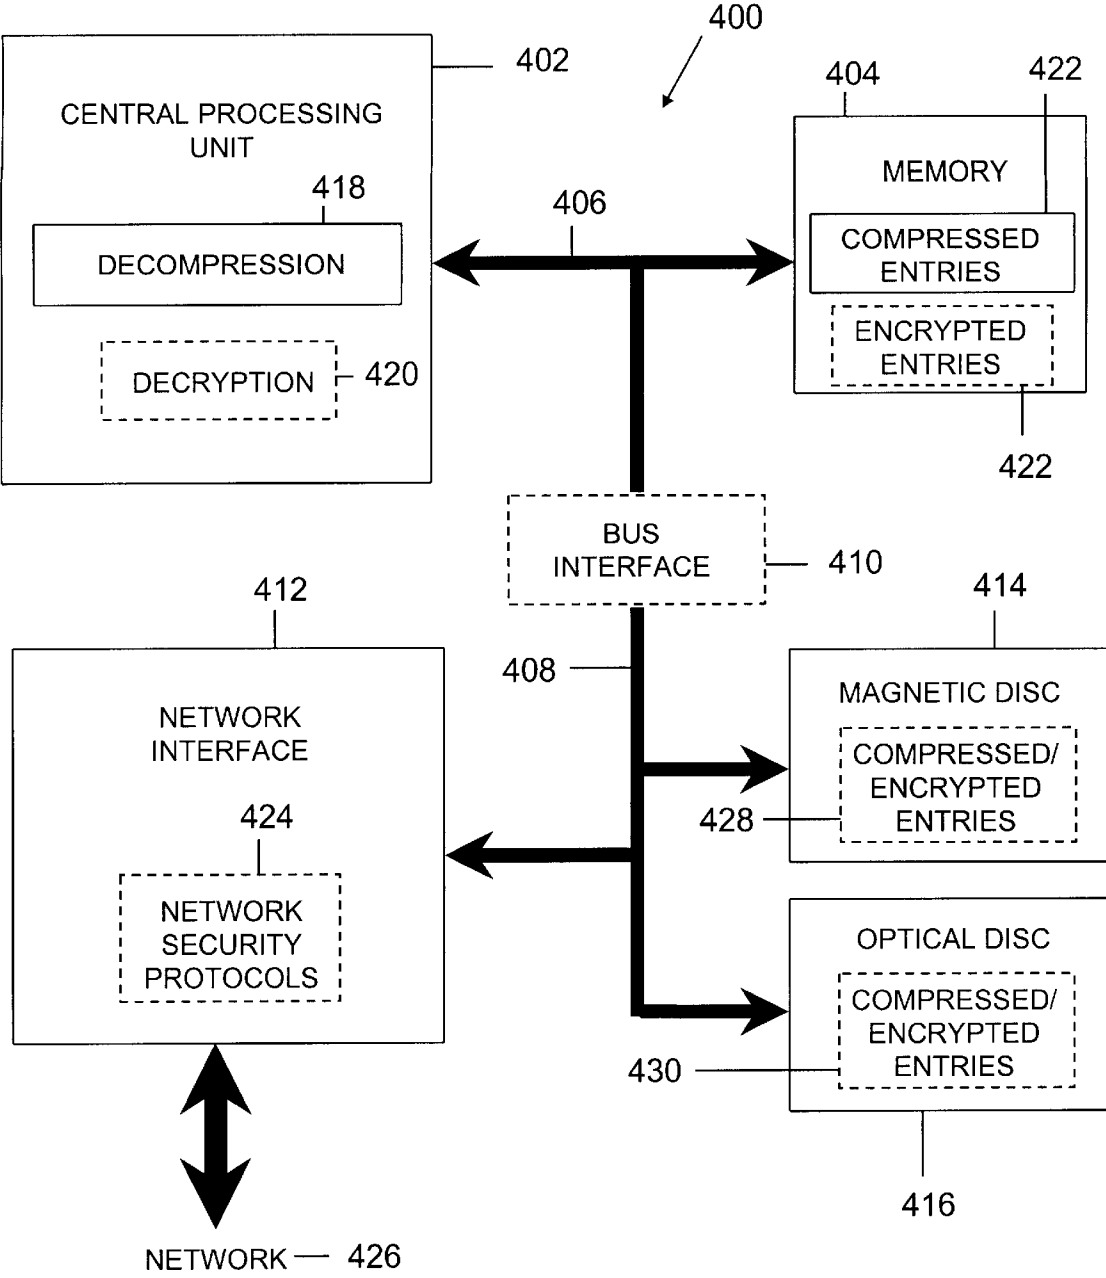 400
402
CENTRAL PROCESSING
UNIT
418
DECOMPRESSION
DECRYPTION
420
406
404
422
MEMORY
COMPRESSED
ENTRIES
ENCRYPTED
ENTRIES
422
BUS
INTERFACE
410
412
NETWORK
INTERFACE
424
NETWORK
SECURITY
PROTOCOLS
408
414
MAGNETIC DISC
COMPRESSED/
ENCRYPTED
ENTRIES
428
OPTICAL DISC
COMPRESSED/
ENCRYPTED
ENTRIES
430
416
NETWORK
426